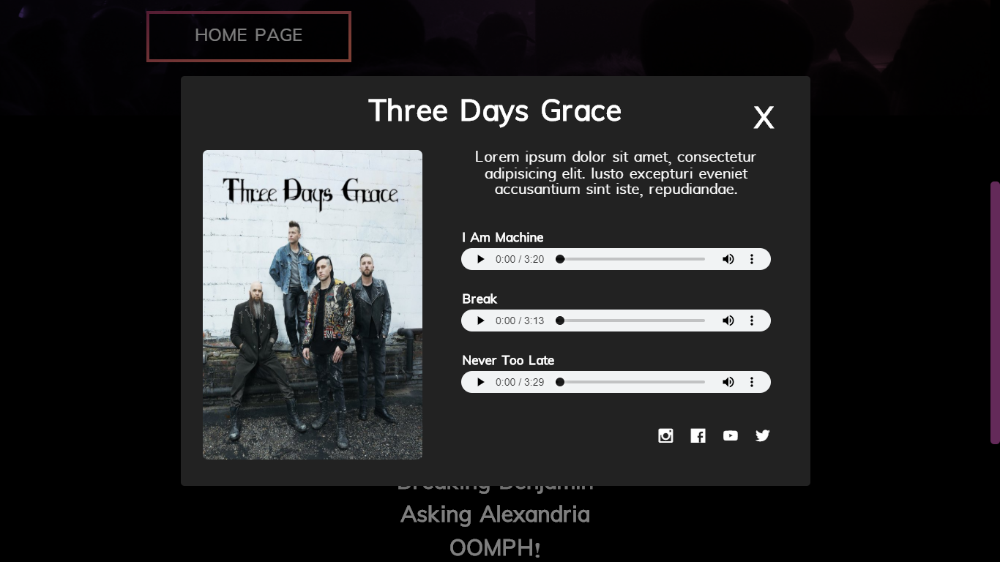 HOME PAGE
Three Days Grace
X
Three Days Grace
Lorem ipsum dolor sit amet, consectetur
adipisicing elit. Iusto excepturi eveniet
accusantium sint iste, repudiandae.
I Am Machine
0:00 / 3:20
Break
0:00 / 3:13
Never Too Late
0:00 / 3:29
Breaking Benjamin
Asking Alexandria
OOMPH!